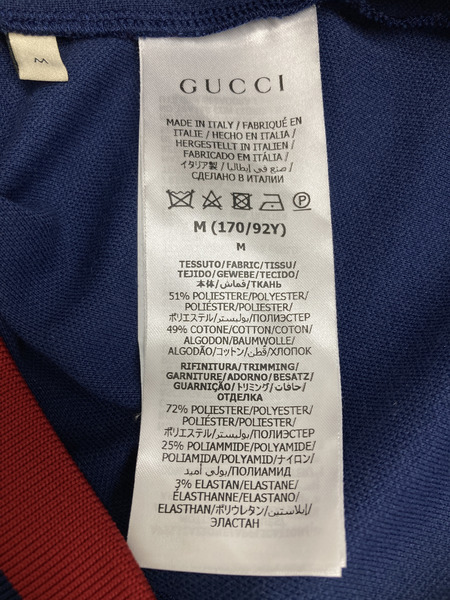 M
GUCCI
MADE IN ITALY / FABRIQUÉ EN
ITALIE / HECHO EN ITALIA /
HERGESTELLT IN ITALIEN /
FABRICADO EM ITÁLIA /
イタリア製 / صنع في إيطاليا /
СДЕЛАНО В ИТАЛИИ
M (170/92Y)
M
TESSUTO/FABRIC/TISSU/
TEJIDO/GEWEBE/TECIDO/
本体/قماش/ТКАНЬ
51% POLIESTERE/POLYESTER/
POLIÉSTER/POLIESTER/
ポリエステル/بوليستر/ПОЛИЭСТЕР
49% COTONE/COTTON/COTON/
ALGODON/BAUMWOLLE/
ALGODÃO/コットン/قطن/ХЛОПОК
RIFINITURA/TRIMMING/
GARNITURE/ADORNO/BESATZ/
GUARNIÇÃO/トリミング/حافات/
ОТДЕЛКА
72% POLIESTERE/POLYESTER/
POLIÉSTER/POLIESTER/
ポリエステル/بوليستر/ПОЛИЭСТЕР
25% POLIAMMIDE/POLYAMIDE/
POLIAMIDA/POLYAMID/ナイロン/
بولي أميد/ПОЛИАМИД
3% ELASTAN/ELASTANE/
ÉLASTHANNE/ELASTANO/
ELASTHAN/ポリウレタン/إيلاستين/
ЭЛАСТАН